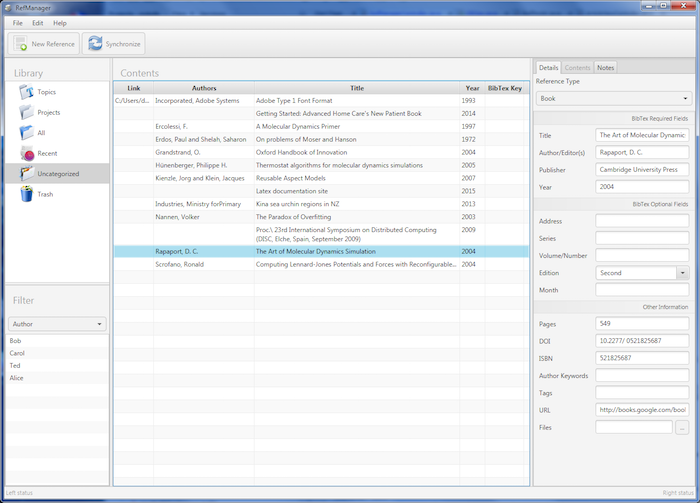 RefManager
File Edit Help
New Reference Synchronize
Library
Topics
Projects
All
Recent
Uncategorized
Trash
Filter
Author
Bob
Carol
Ted
Alice
Contents
Link Authors Title Year BibTex Key
C:/Users/d... Incorporated, Adobe Systems Adobe Type 1 Font Format 1993
Getting Started: Advanced Home Care's New Patient Book 2014
Ercolessi, F. A Molecular Dynamics Primer 1997
Erdos, Paul and Shelah, Saharon On problems of Moser and Hanson 1972
Grandstrand, O. Oxford Handbook of Innovation 2004
Hünenberger, Philippe H. Thermostat algorithms for molecular dynamics simulations 2005
Kienzle, Jorg and Klein, Jacques Reusable Aspect Models 2007
Latex documentation site 2015
Industries, Ministry forPrimary Kina sea urchin regions in NZ 2013
Nannen, Volker The Paradox of Overfitting 2003
Proc.\ 23rd International Symposium on Distributed Computing 2009
(DISC, Elche, Spain, September 2009)
Rapaport, D. C. The Art of Molecular Dynamics Simulation 2004
Scrofano, Ronald Computing Lennard-Jones Potentials and Forces with Reconfigurable... 2004
Details Contents Notes
Reference Type
Book
BibTex Required Fields
Title The Art of Molecular Dynamic
Author/Editor(s) Rapaport, D. C.
Publisher Cambridge University Press
Year 2004
BibTex Optional Fields
Address
Series
Volume/Number
Edition Second
Month
Other Information
Pages 549
DOI 10.2277/ 0521825687
ISBN 521825687
Author Keywords
Tags
URL http://books.google.com/boo
Files ...
Left status Right status